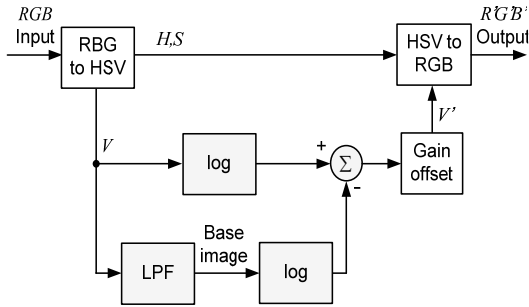 RGB
Input
RBG
to HSV
H,S
HSV to
RGB
R'G'B'
Output
V
log
+
Σ
-
Gain
offset
V'
LPF
Base
image
log